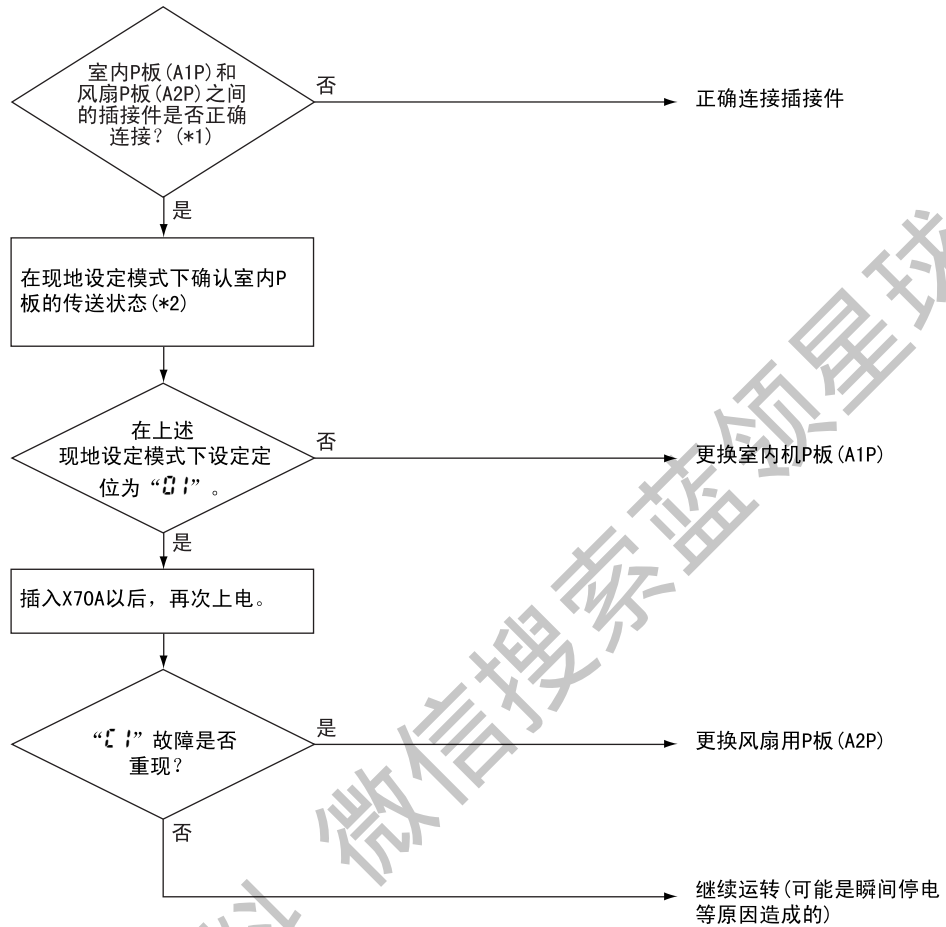 室内P板(A1P)和
风扇P板(A2P)之间
的插接件是否正确
连接？(*1)
否
正确连接插接件
是
在现地设定模式下确认室内P
板的传送状态(*2)
在上述
现地设定模式下设定定
位为“01”。
否
更换室内机P板(A1P)
是
插入X70A以后，再次上电。
“C1”故障是否
重现？
是
更换风扇用P板(A2P)
否
继续运转(可能是瞬间停电
等原因造成的)
微信搜索蓝领星球